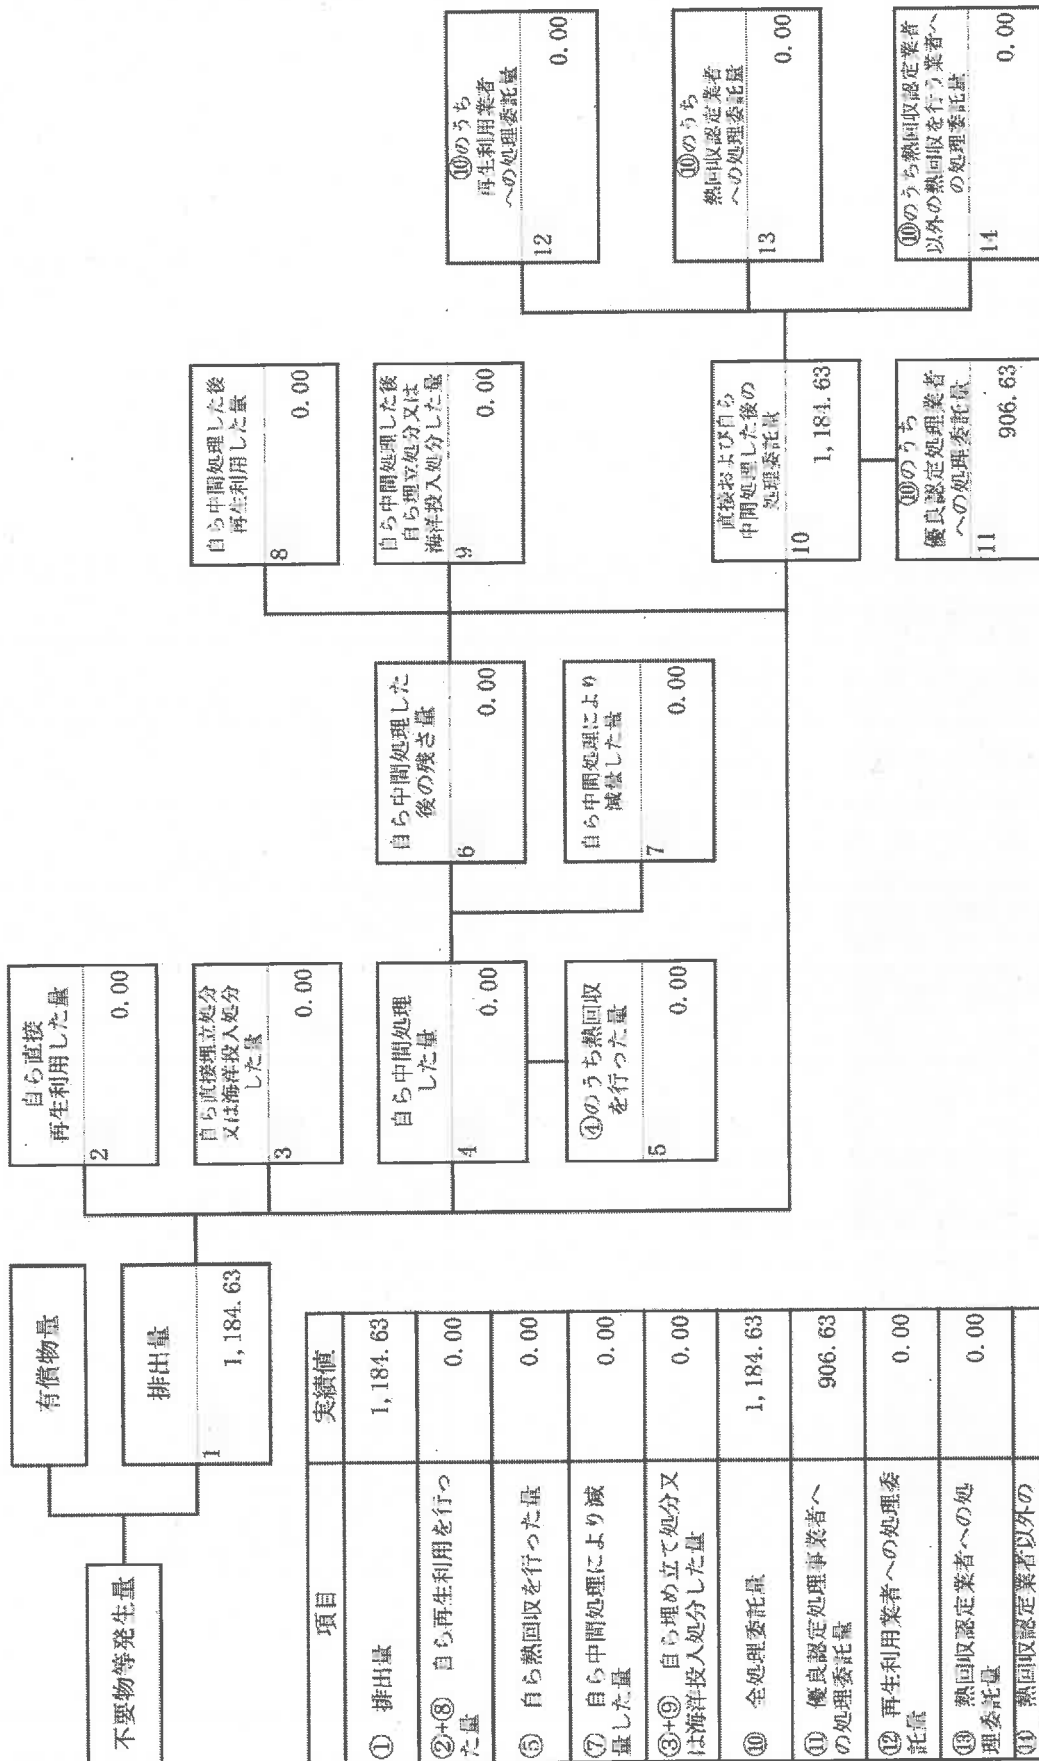 不要物等発生量
有償物量
排出量
1
1,184.63
自ら直接
再生利用した量
2
0.00
自ら直接埋立処分
又は海洋投入処分
した量
3
0.00
自ら中間処理
した量
4
0.00
④のうち熱回収
を行った量
5
0.00
自ら中間処理した
後の残さ量
6
0.00
自ら中間処理により
減量した量
7
0.00
自ら中間処理した後
再生利用した量
8
0.00
自ら中間処理した後
自ら埋立処分又は
海洋投入処分した量
9
0.00
直接および自ら
中間処理した後の
処理委託量
10
1,184.63
⑩のうち
優良認定処理業者
への処理委託量
11
906.63
⑩のうち
再生利用業者
への処理委託量
12
0.00
⑩のうち
熱回収認定業者
への処理委託量
13
0.00
⑩のうち熱回収認定業者
以外の熱回収を行う業者へ
の処理委託量
14
0.00
項目 実績値
① 排出量 1,184.63
②+⑧ 自ら再生利用を行っ
た量 0.00
⑤ 自ら熱回収を行った量 0.00
⑦ 自ら中間処理により減
量した量 0.00
③+⑨ 自ら埋め立て処分又
は海洋投入処分した量 0.00
⑩ 全処理委託量 1,184.63
⑪ 優良認定処理事業者へ
の処理委託量 906.63
⑫ 再生利用業者への処理委
託量 0.00
⑬ 熱回収認定業者への処
理委託量 0.00
⑭ 熱回収認定業者以外の